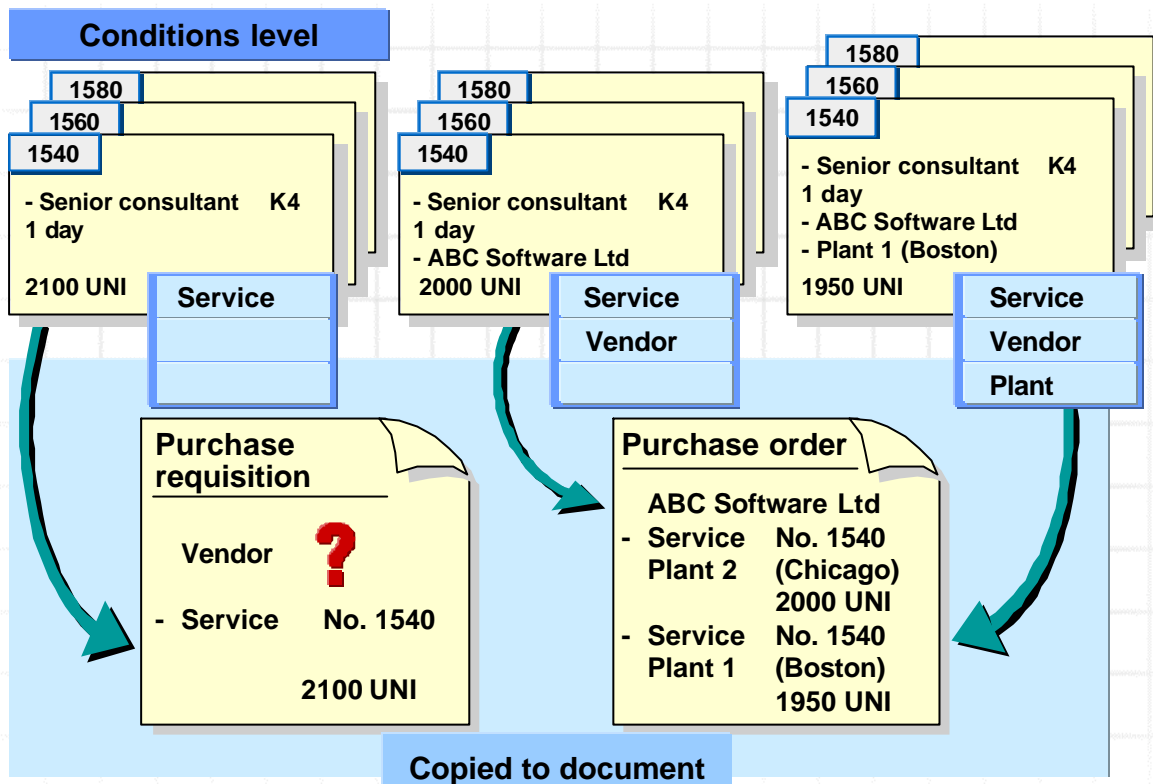 Conditions level
1580
1560
1540
- Senior consultant K4
1 day
2100 UNI
Service
1580
1560
1540
- Senior consultant K4
1 day
- ABC Software Ltd
2000 UNI
Service
Vendor
1580
1560
1540
- Senior consultant K4
1 day
- ABC Software Ltd
- Plant 1 (Boston)
1950 UNI
Service
Vendor
Plant
Purchase
requisition
Vendor ?
- Service No. 1540
2100 UNI
Purchase order
ABC Software Ltd
- Service No. 1540
Plant 2 (Chicago)
2000 UNI
- Service No. 1540
Plant 1 (Boston)
1950 UNI
Copied to document